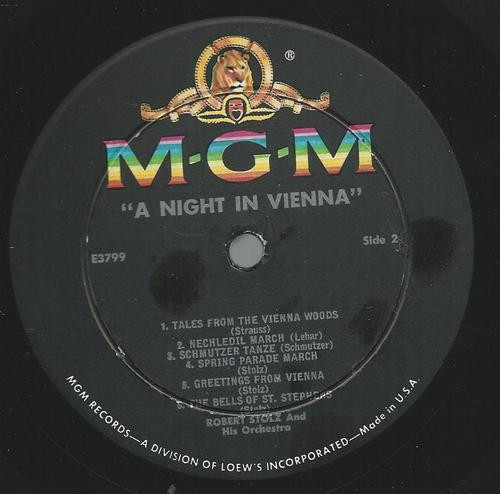 ®
M·G·M
"A NIGHT IN VIENNA"
E3799
Side 2
1. TALES FROM THE VIENNA WOODS
(Strauss)
2. NECHLEDIL MARCH (Lehar)
3. SCHMUTZER TANZE (Schmutzer)
4. SPRING PARADE MARCH
(Stolz)
5. GREETINGS FROM VIENNA
(Stolz)
6. THE BELLS OF ST. STEPHENS
(Stolz)
ROBERT STOLZ And
His Orchestra
MGM RECORDS—A DIVISION OF LOEW'S INCORPORATED—Made in U.S.A.